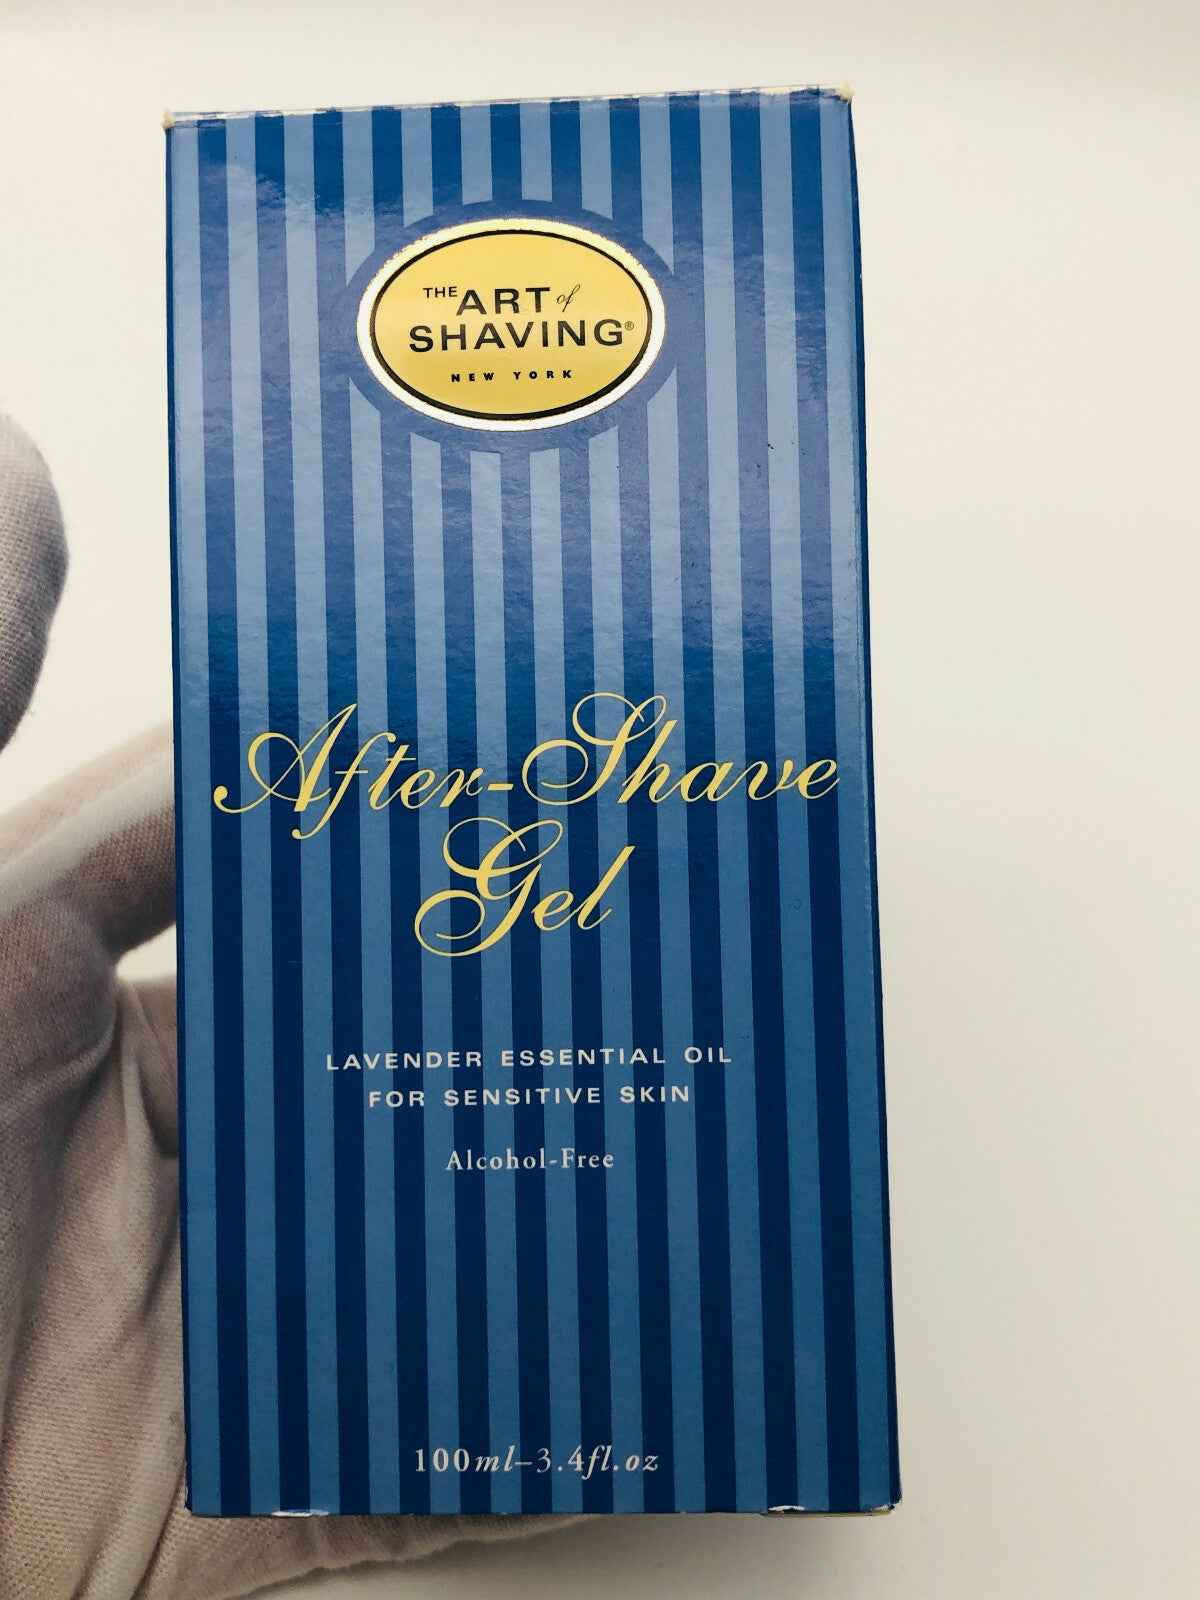 THE ART of
SHAVING®
NEW YORK
After-Shave
Gel
LAVENDER ESSENTIAL OIL
FOR SENSITIVE SKIN
Alcohol-Free
100ml–3.4fl.oz